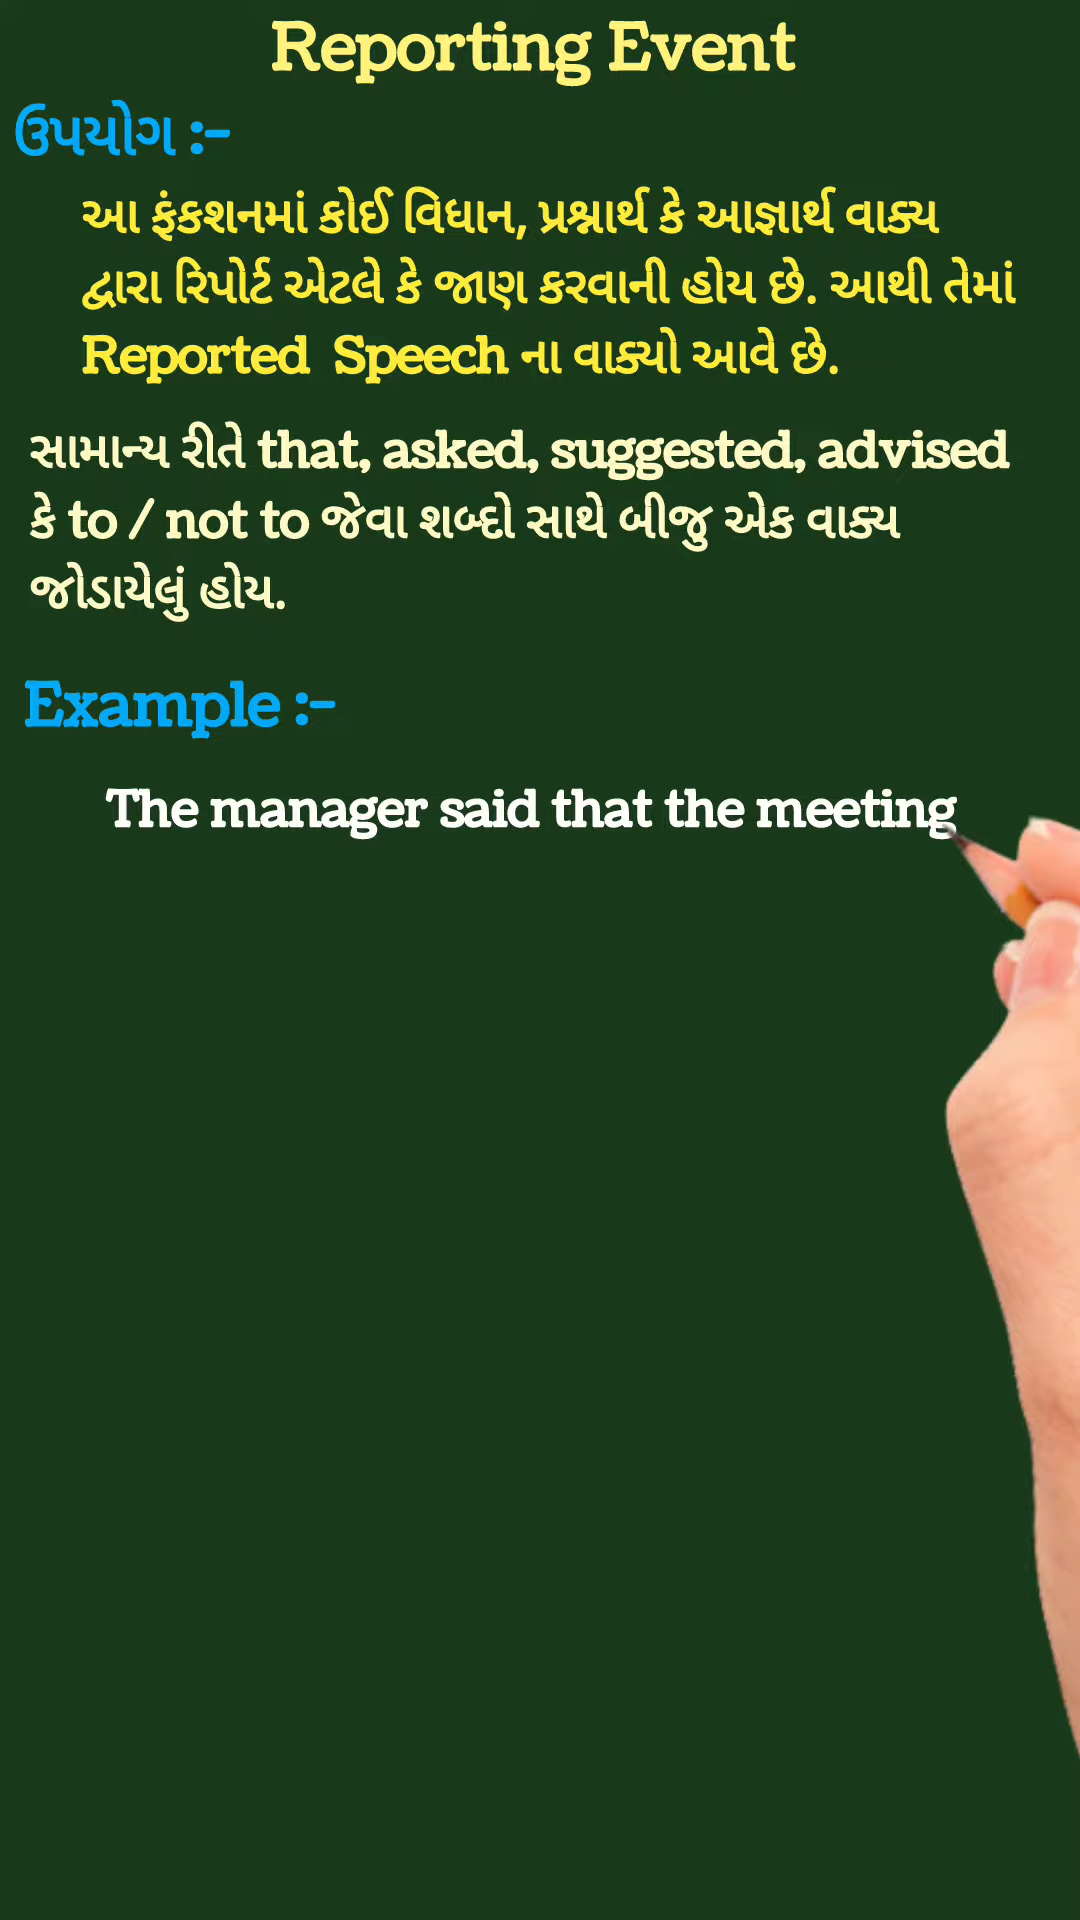 Reporting Event
ઉપયોગ :-
આ ફંકશનમાં કોઈ વિધાન, પ્રશ્નાર્થ કે આજ્ઞાર્થ વાક્ય
દ્વારા રિપોર્ટ એટલે કે જાણ કરવાની હોય છે. આથી તેમાં
Reported Speech ના વાક્યો આવે છે.
સામાન્ય રીતે that, asked, suggested, advised
કે to / not to જેવા શબ્દો સાથે બીજુ એક વાક્ય
જોડાયેલું હોય.
Example :-
The manager said that the meeting